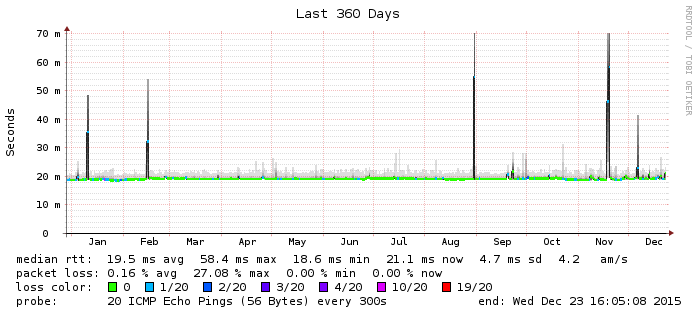 Last 360 Days
RRDTOOL / TOBI OETIKER
Seconds
70 m
60 m
50 m
40 m
30 m
20 m
10 m
0
Jan Feb Mar Apr May Jun Jul Aug Sep Oct Nov Dec
median rtt: 19.5 ms avg 58.4 ms max 18.6 ms min 21.1 ms now 4.7 ms sd 4.2 am/s
packet loss: 0.16 % avg 27.08 % max 0.00 % min 0.00 % now
loss color: 0 1/20 2/20 3/20 4/20 10/20 19/20
probe: 20 ICMP Echo Pings (56 Bytes) every 300s end: Wed Dec 23 16:05:08 2015